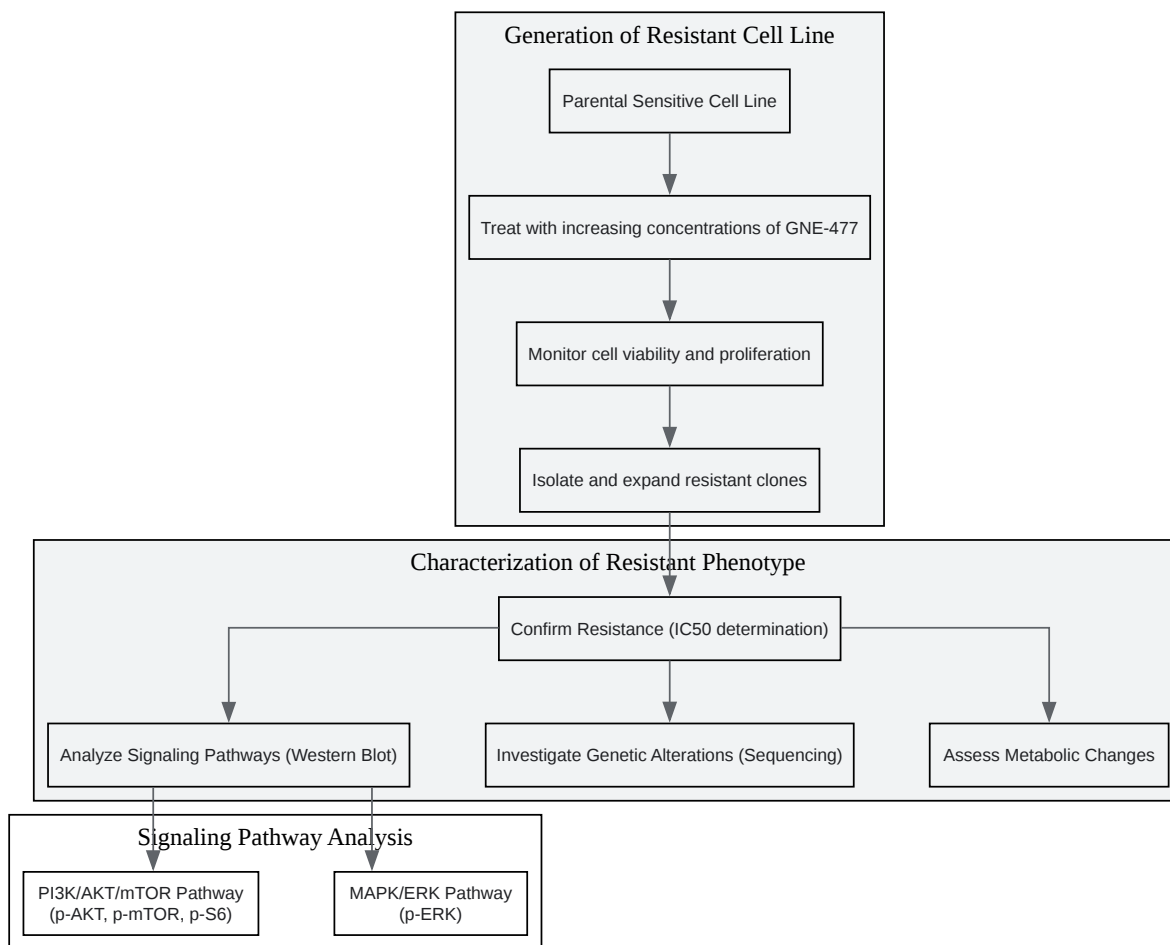 Generation of Resistant Cell Line
Parental Sensitive Cell Line
Treat with increasing concentrations of GNE-477
Monitor cell viability and proliferation
Isolate and expand resistant clones
Characterization of Resistant Phenotype
Confirm Resistance (IC50 determination)
Analyze Signaling Pathways (Western Blot)
Investigate Genetic Alterations (Sequencing)
Assess Metabolic Changes
Signaling Pathway Analysis
PI3K/AKT/mTOR Pathway
(p-AKT, p-mTOR, p-S6)
MAPK/ERK Pathway
(p-ERK)